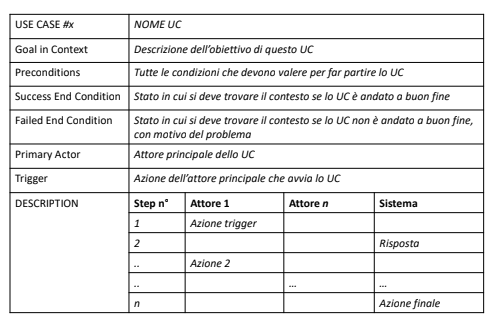 USE CASE #x NOME UC
Goal in Context Descrizione dell'obiettivo di questo UC
Preconditions Tutte le condizioni che devono valere per far partire lo UC
Success End Condition Stato in cui si deve trovare il contesto se lo UC è andato a buon fine
Failed End Condition Stato in cui si deve trovare il contesto se lo UC non è andato a buon fine,
con motivo del problema
Primary Actor Attore principale dello UC
Trigger Azione dell'attore principale che avvia lo UC
DESCRIPTION Step n° Attore 1 Attore n Sistema
1 Azione trigger
2 Risposta
.. Azione 2
.. … …
n Azione finale